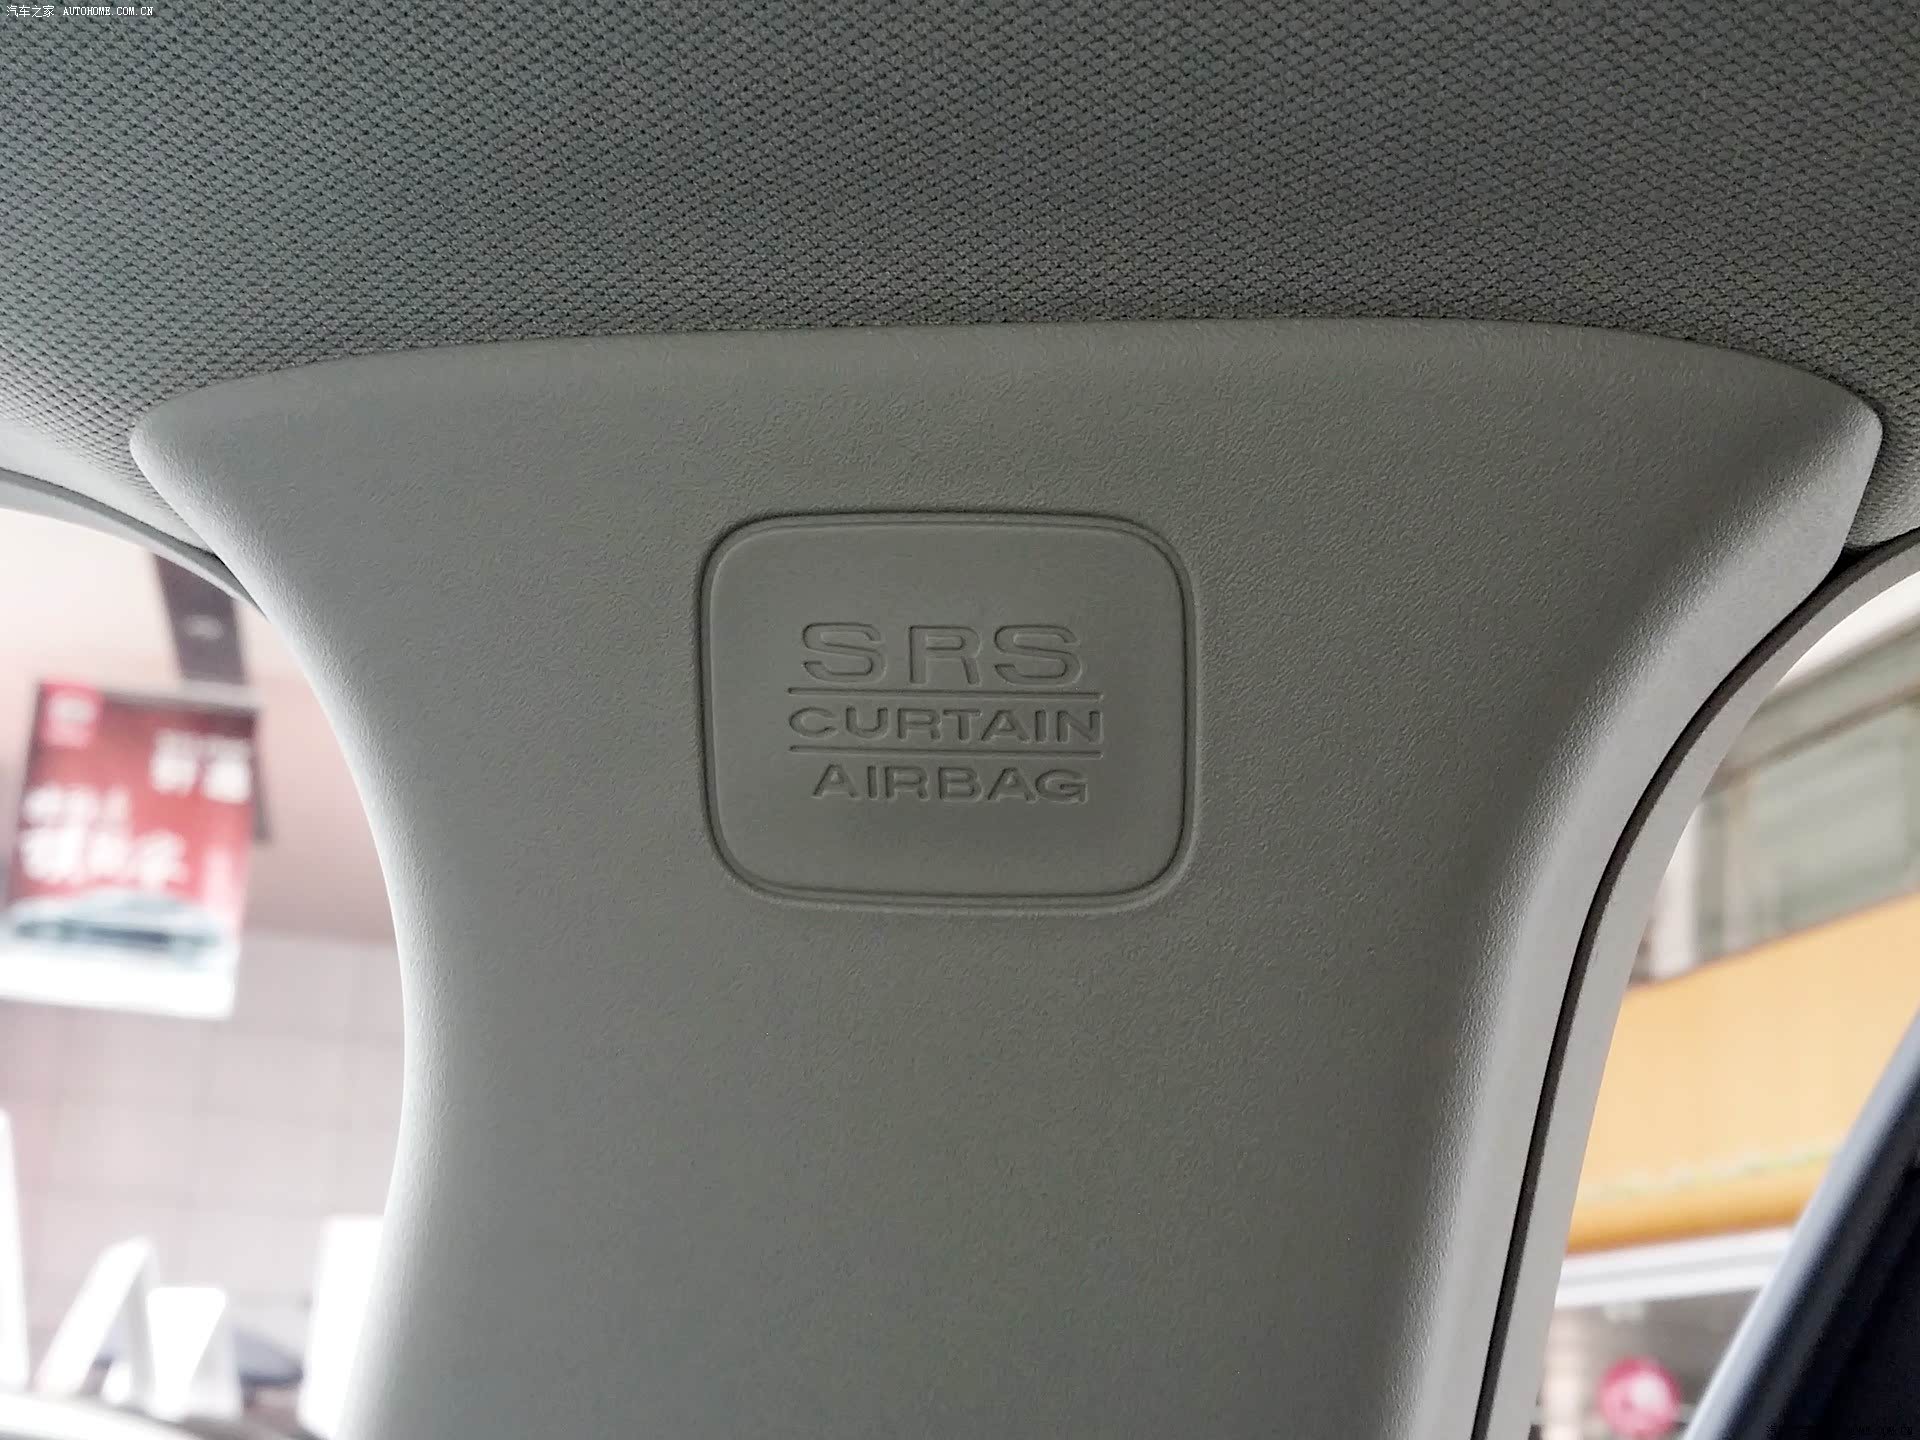 汽车之家 AUTOHOME.COM.CN
SRS
CURTAIN
AIRBAG